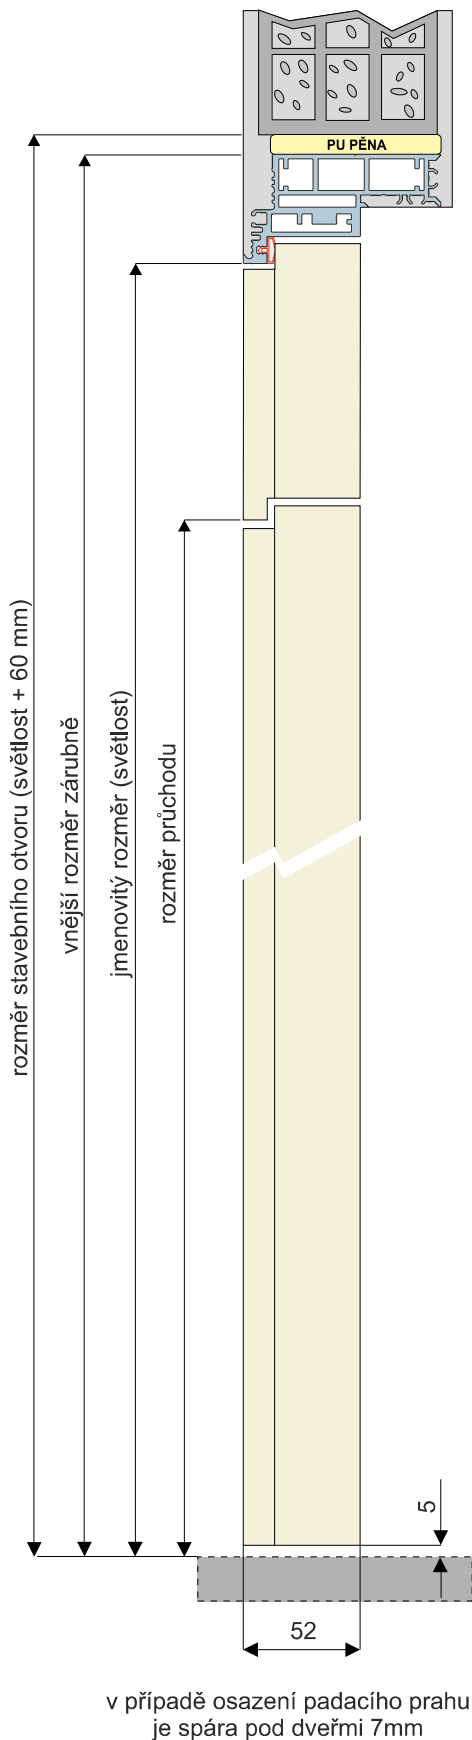 PU PĚNA
rozměr stavebního otvoru (světlost + 60 mm)
vnější rozměr zárubně
jmenovitý rozměr (světlost)
rozměr průchodu
5
52
v případě osazení padacího prahu
je spára pod dveřmi 7mm